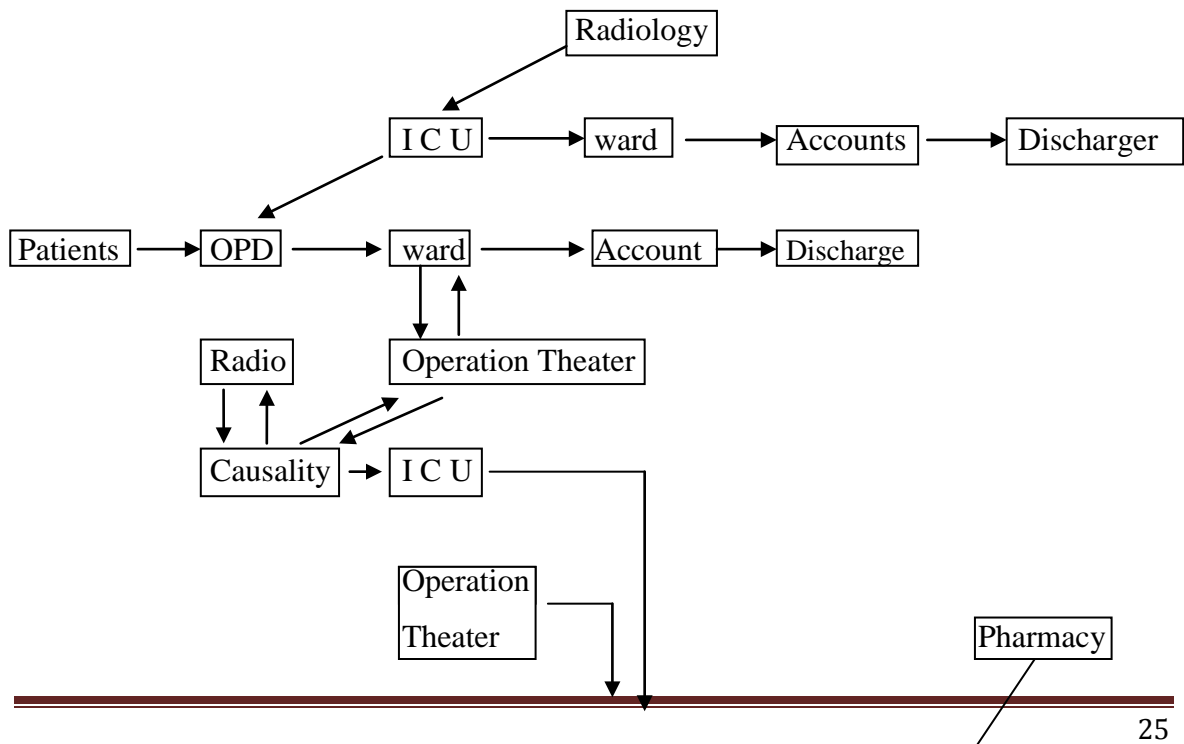 Radiology
I C U
ward
Accounts
Discharger
Patients
OPD
ward
Account
Discharge
Radio
Operation Theater
Causality
I C U
Operation
Theater
Pharmacy
25